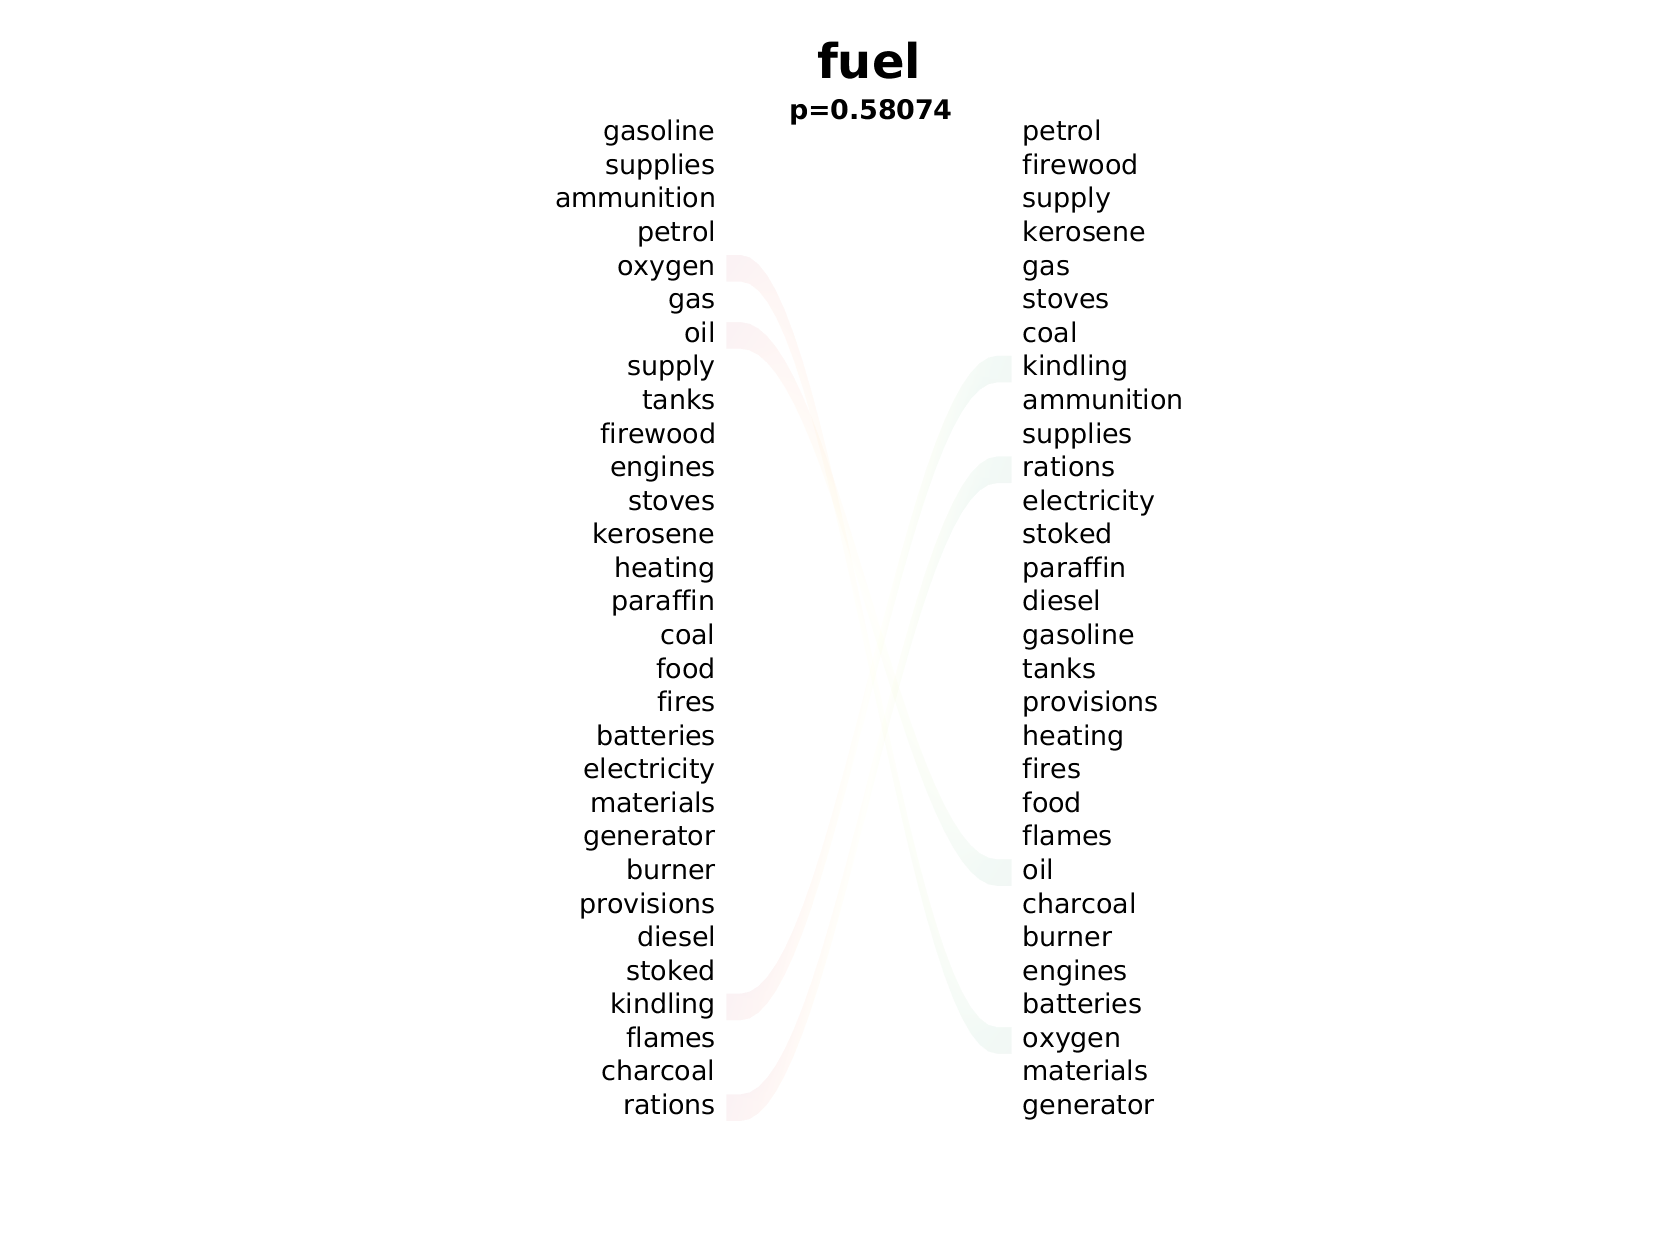 fuel
p=0.58074
gasoline
supplies
ammunition
petrol
oxygen
gas
oil
supply
tanks
firewood
engines
stoves
kerosene
heating
paraffin
coal
food
fires
batteries
electricity
materials
generator
burner
provisions
diesel
stoked
kindling
flames
charcoal
rations
petrol
firewood
supply
kerosene
gas
stoves
coal
kindling
ammunition
supplies
rations
electricity
stoked
paraffin
diesel
gasoline
tanks
provisions
heating
fires
food
flames
oil
charcoal
burner
engines
batteries
oxygen
materials
generator